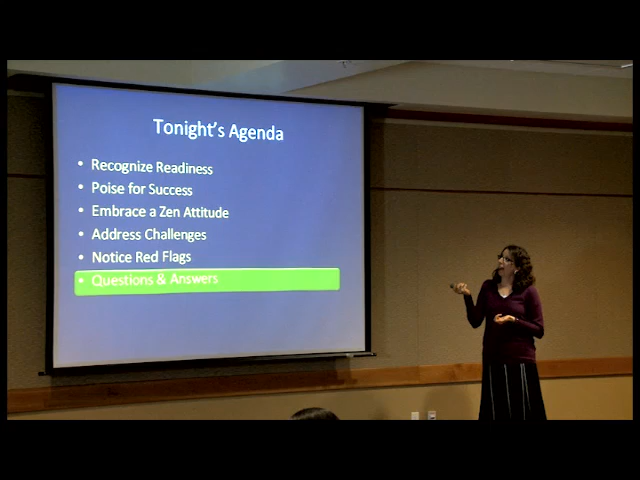 Tonight's Agenda
• Recognize Readiness
• Poise for Success
• Embrace a Zen Attitude
• Address Challenges
• Notice Red Flags
• Questions & Answers